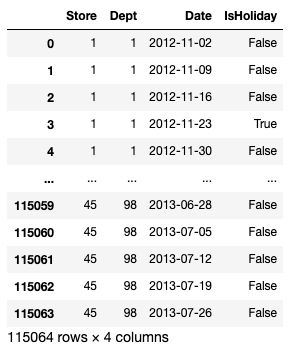 Store Dept Date IsHoliday
0 1 1 2012-11-02 False
1 1 1 2012-11-09 False
2 1 1 2012-11-16 False
3 1 1 2012-11-23 True
4 1 1 2012-11-30 False
... ... ... ... ...
115059 45 98 2013-06-28 False
115060 45 98 2013-07-05 False
115061 45 98 2013-07-12 False
115062 45 98 2013-07-19 False
115063 45 98 2013-07-26 False
115064 rows × 4 columns